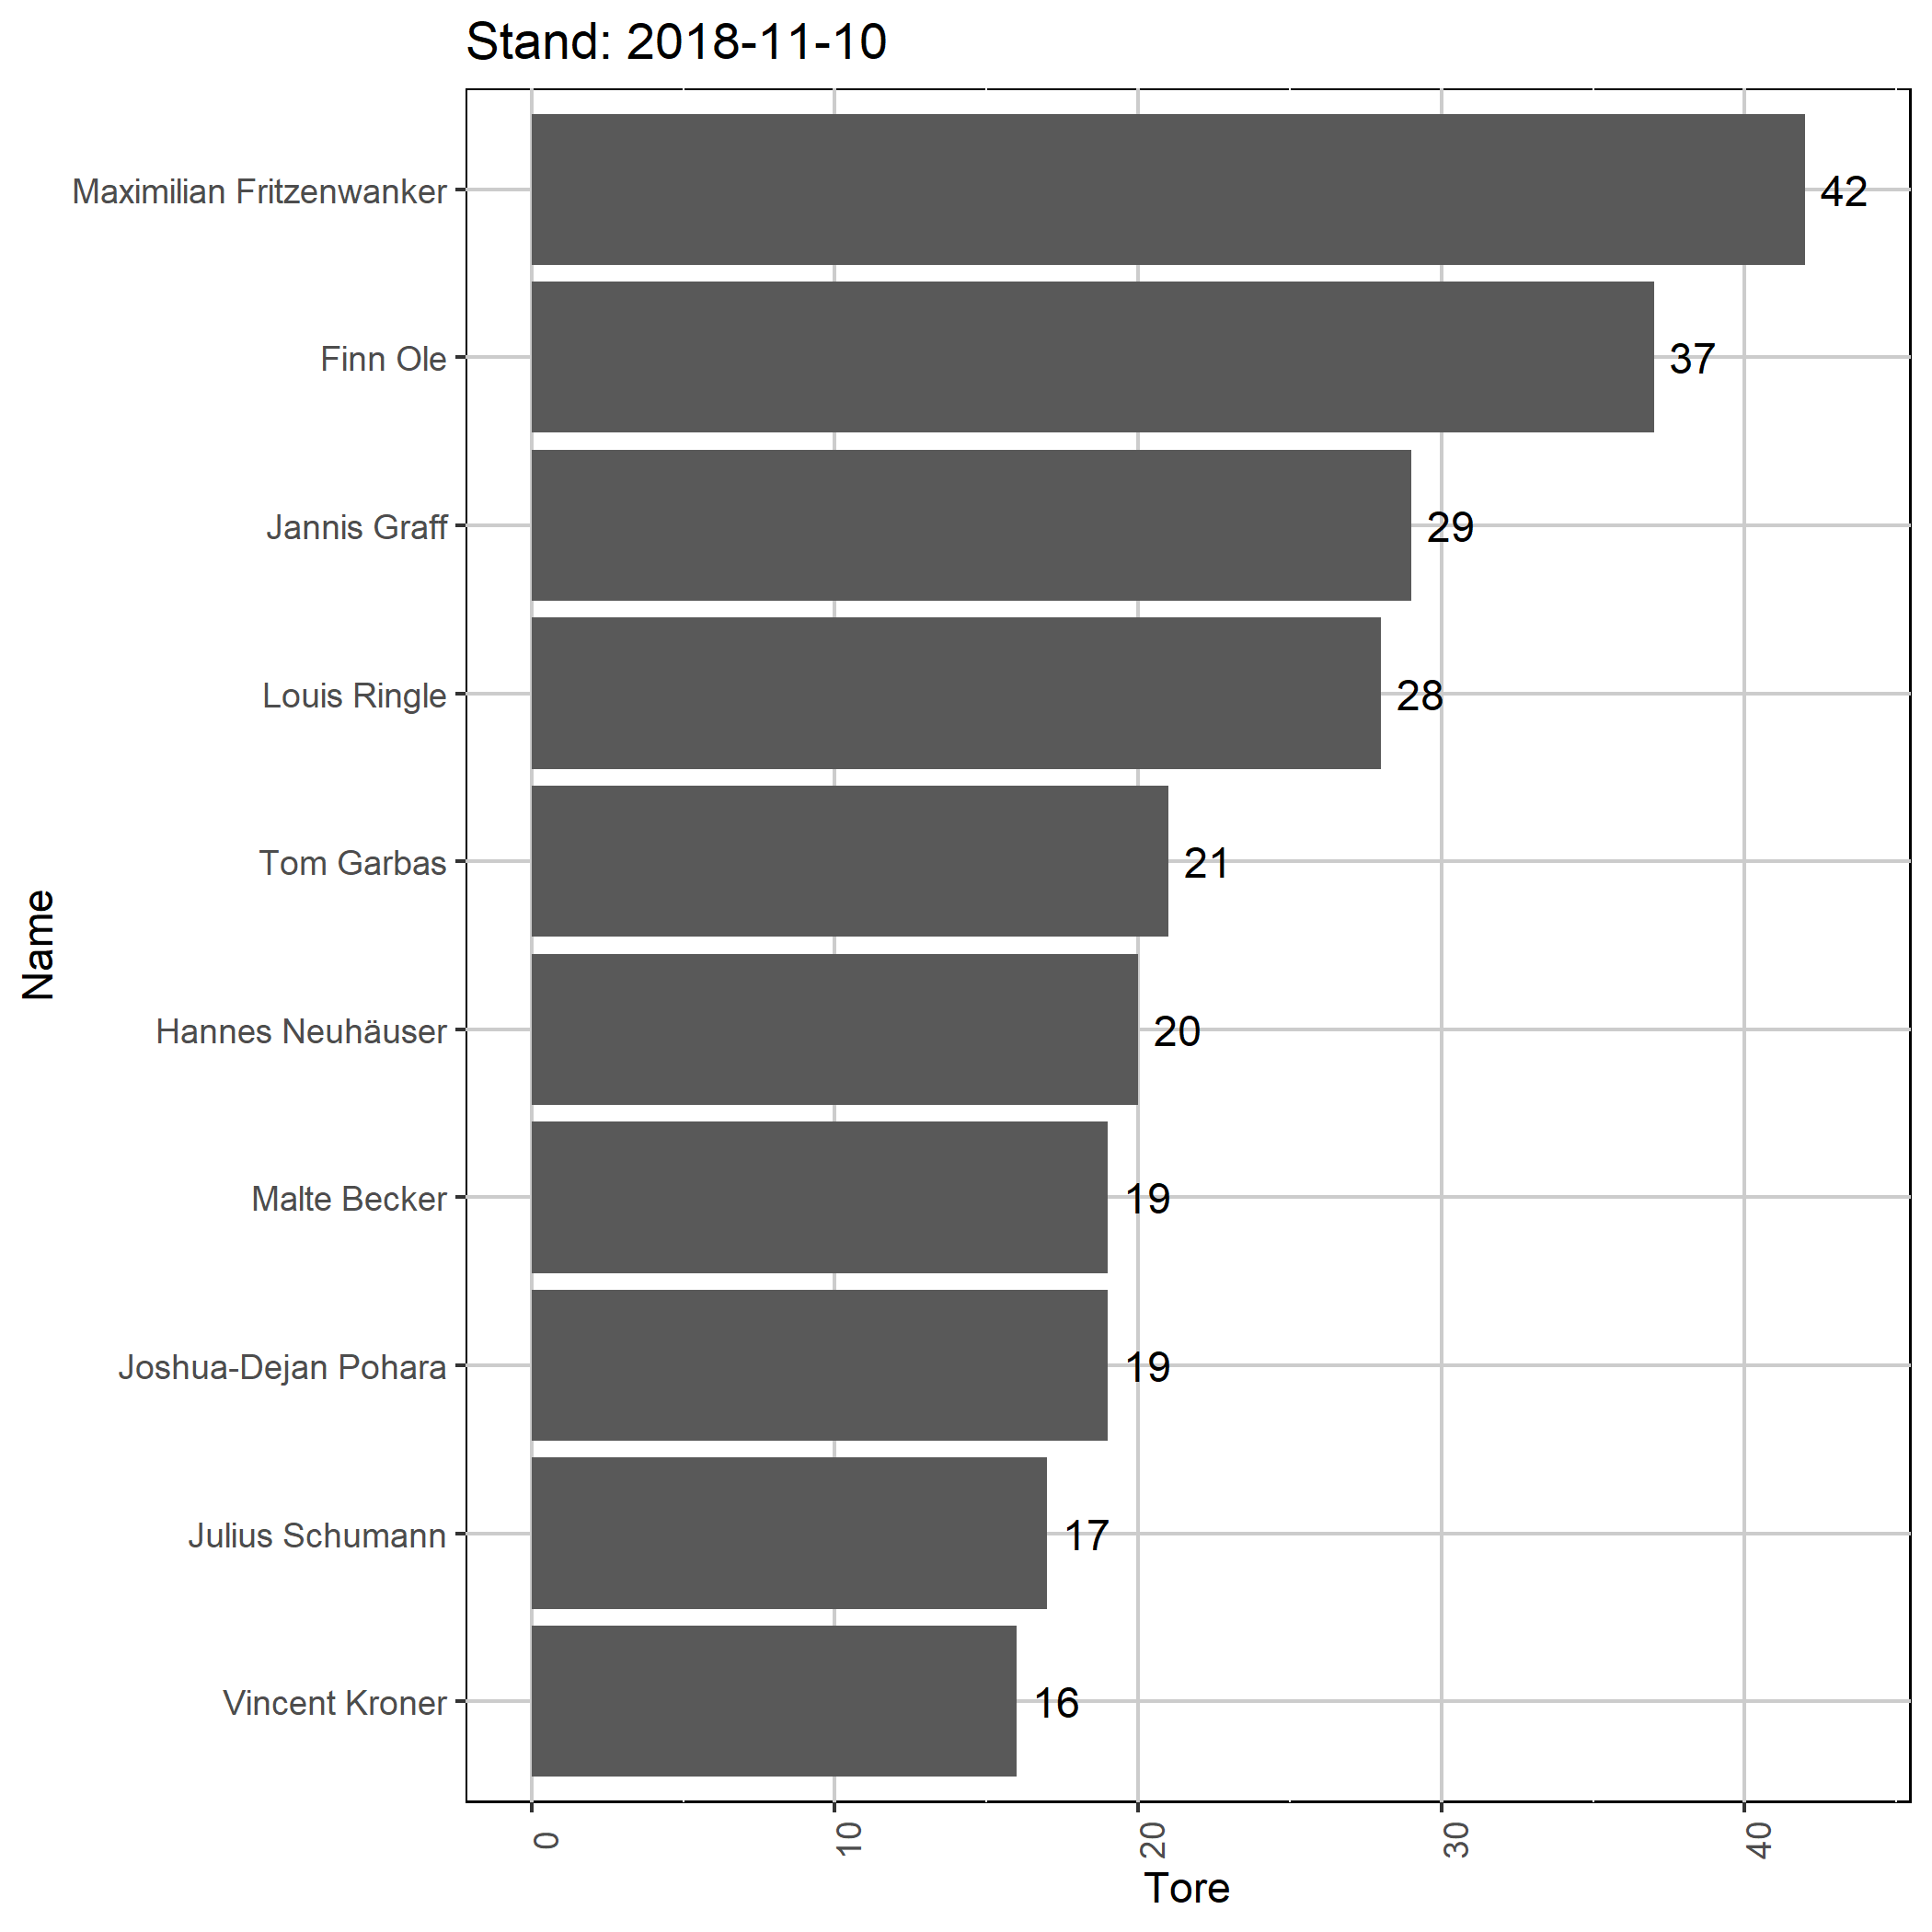 Stand: 2018-11-10
Maximilian Fritzenwanker 42
Finn Ole 37
Jannis Graff 29
Louis Ringle 28
Tom Garbas 21
Hannes Neuhäuser 20
Malte Becker 19
Joshua-Dejan Pohara 19
Julius Schumann 17
Vincent Kroner 16
Name
0 10 20 30 40
Tore